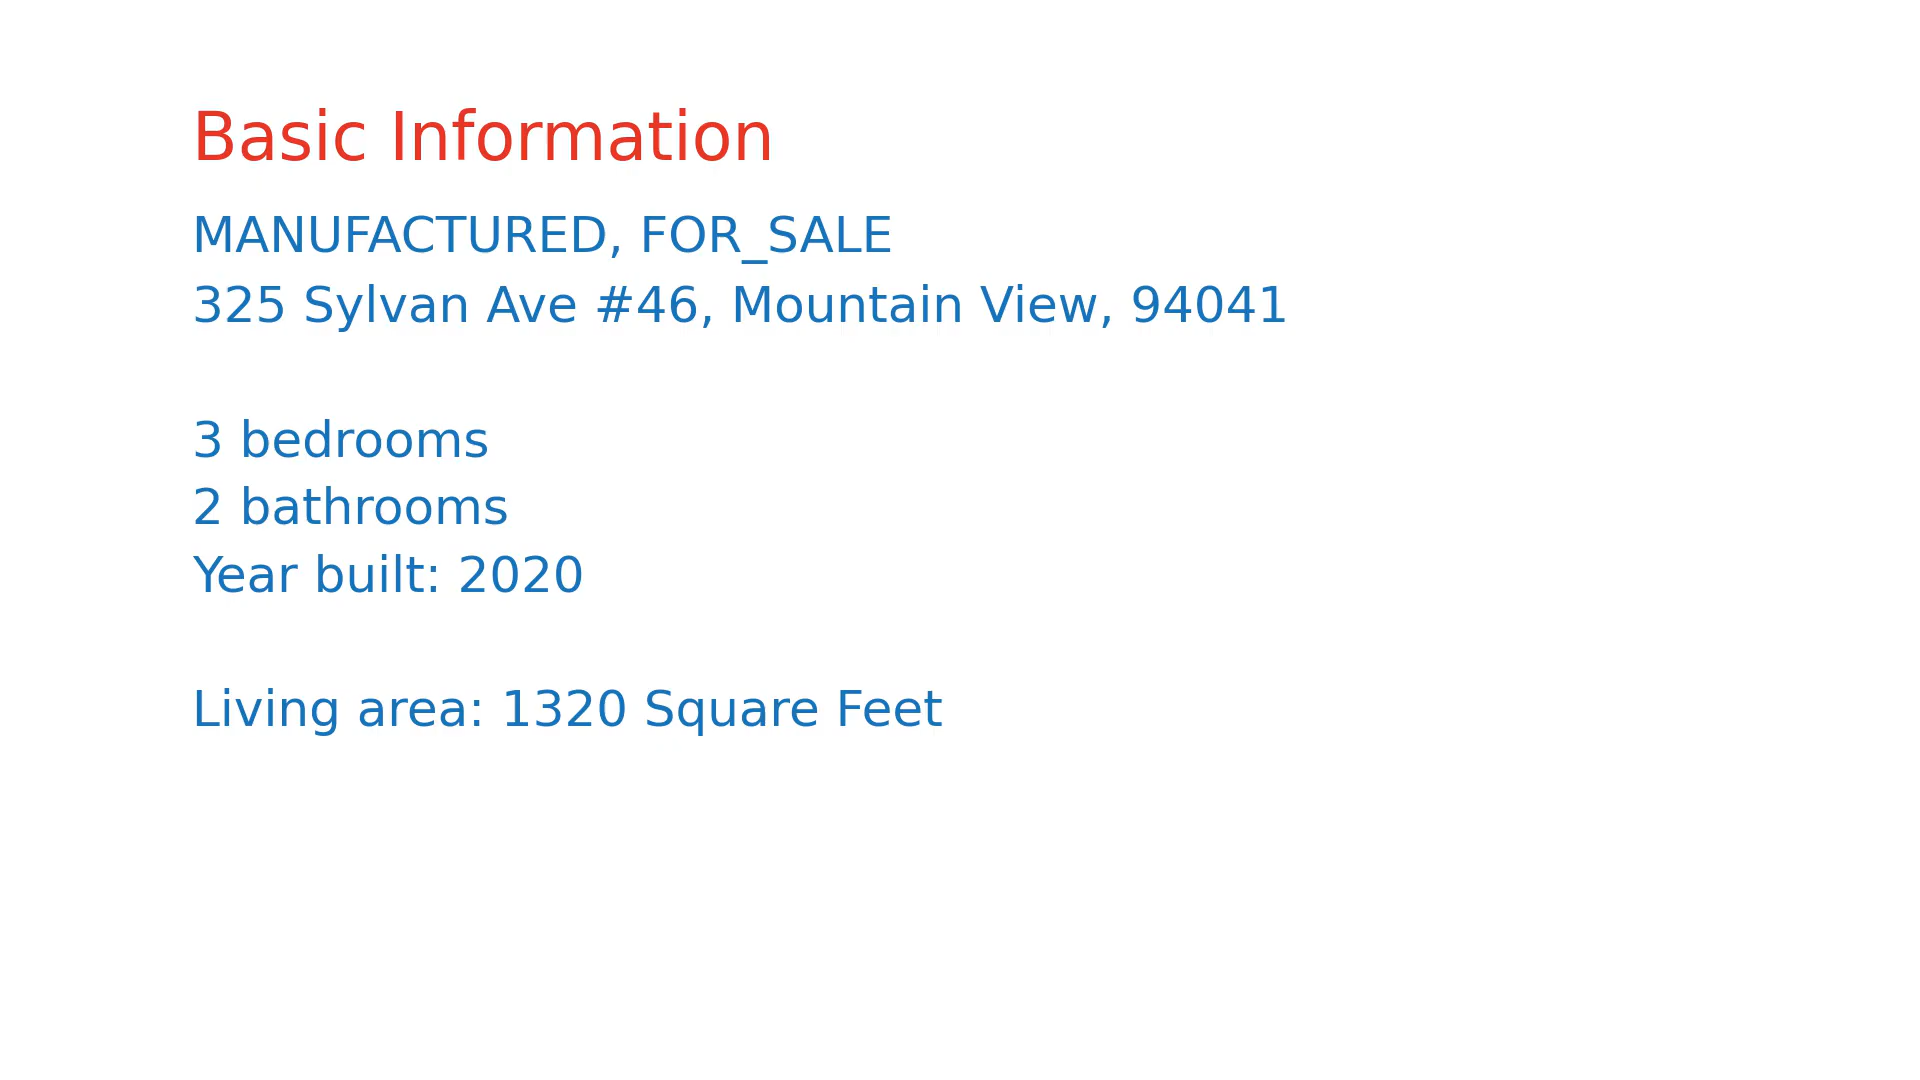 Basic Information
MANUFACTURED, FOR_SALE
325 Sylvan Ave #46, Mountain View, 94041
3 bedrooms
2 bathrooms
Year built: 2020
Living area: 1320 Square Feet